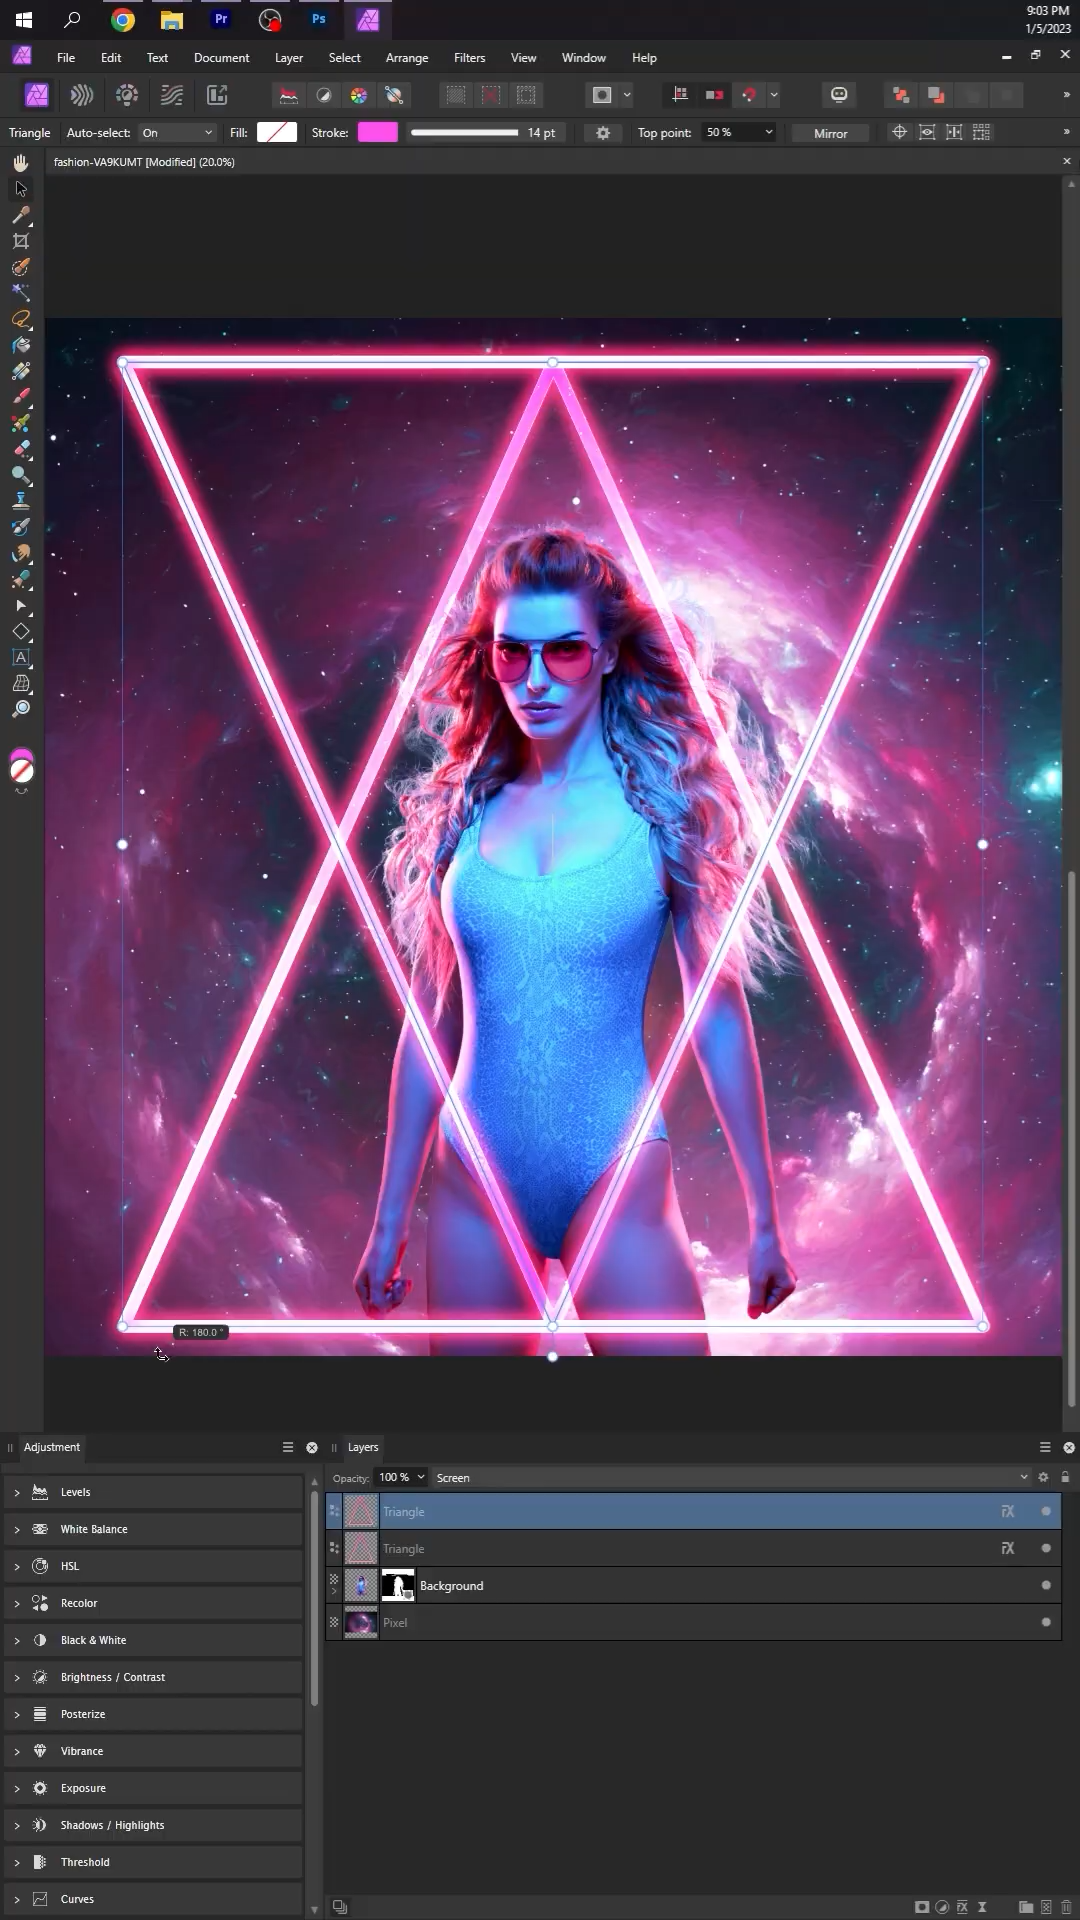 Pr
Ps
9:03 PM
1/5/2023
File Edit Text Document Layer Select Arrange Filters View Window Help
Triangle Auto-select: On Fill: Stroke: 14 pt Top point: 50 % Mirror
fashion-VA9KUMT [Modified] (20.0%)
A
R: 180.0 °
Adjustment
Levels
White Balance
HSL
Recolor
Black & White
Brightness / Contrast
Posterize
Vibrance
Exposure
Shadows / Highlights
Threshold
Curves
Layers
Opacity: 100 % Screen
Triangle
Triangle
Background
Pixel